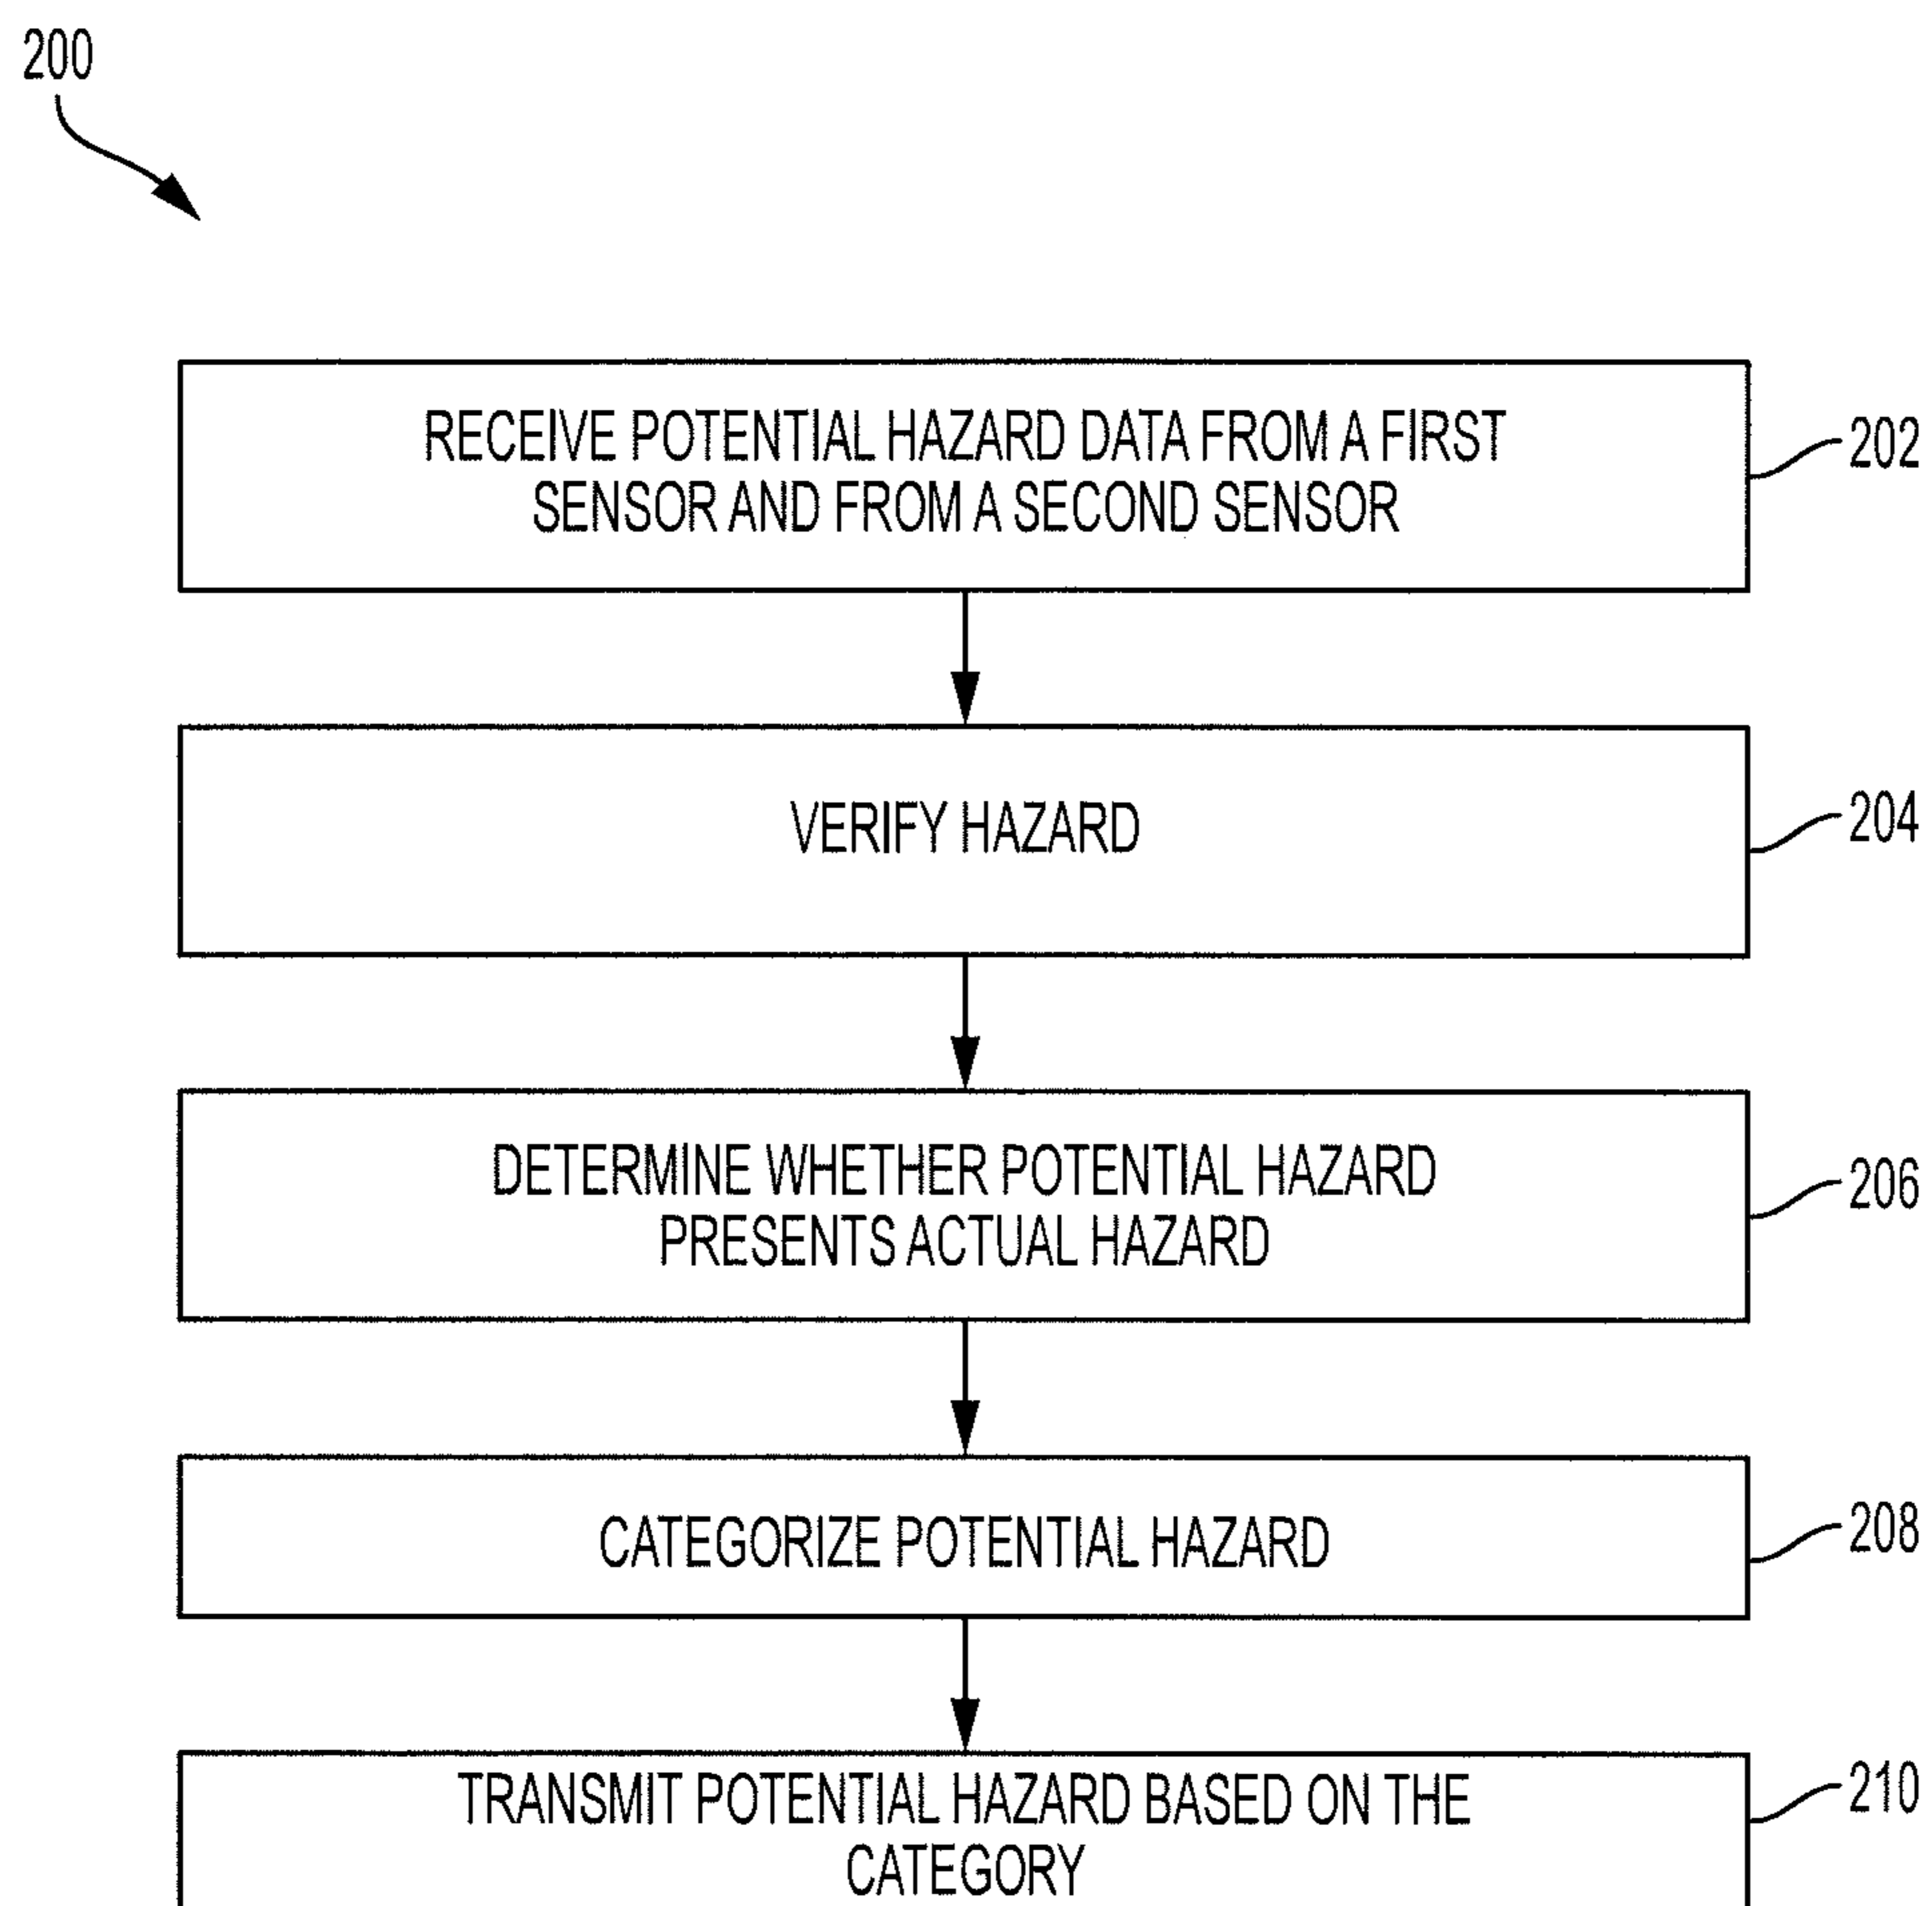 200
RECEIVE POTENTIAL HAZARD DATA FROM A FIRST
SENSOR AND FROM A SECOND SENSOR
202
VERIFY HAZARD
204
DETERMINE WHETHER POTENTIAL HAZARD
PRESENTS ACTUAL HAZARD
206
CATEGORIZE POTENTIAL HAZARD
208
TRANSMIT POTENTIAL HAZARD BASED ON THE
CATEGORY
210